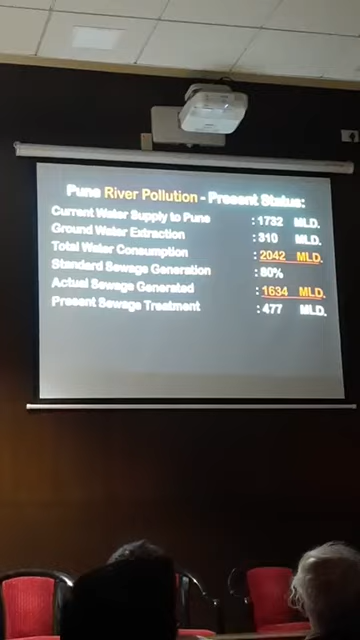 Pune River Pollution - Present Status:
Current Water Supply to Pune : 1732 MLD.
Ground Water Extraction : 310 MLD.
Total Water Consumption : 2042 MLD.
Standard Sewage Generation : 80%
Actual Sewage Generated : 1634 MLD.
Present Sewage Treatment : 477 MLD.